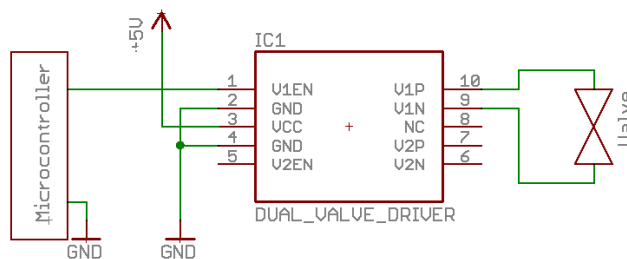 +5V
IC1
Microcontroller
1 V1EN V1P 10
2 GND V1N 9
3 VCC NC 8
4 GND V2P 7
5 V2EN V2N 6
Valve
DUAL_VALVE_DRIVER
GND
GND